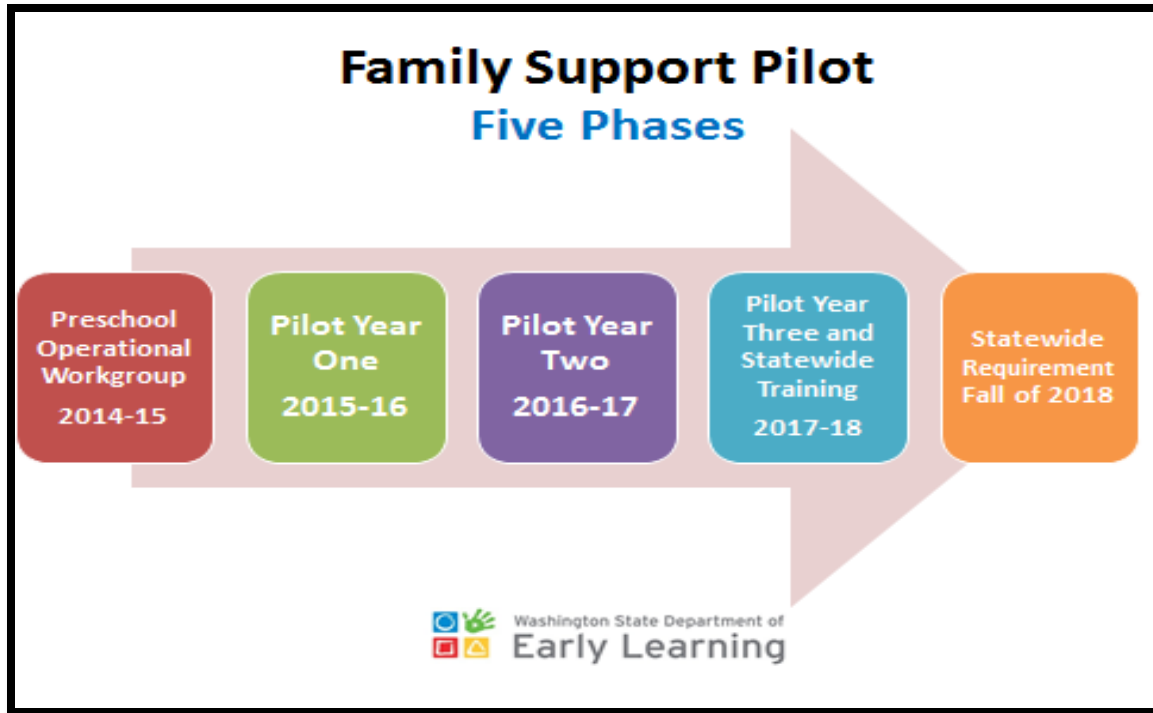 Family Support Pilot
Five Phases
Preschool
Operational
Workgroup
2014-15
Pilot Year
One
2015-16
Pilot Year
Two
2016-17
Pilot Year
Three and
Statewide
Training
2017-18
Statewide
Requirement
Fall of 2018
Washington State Department of
Early Learning